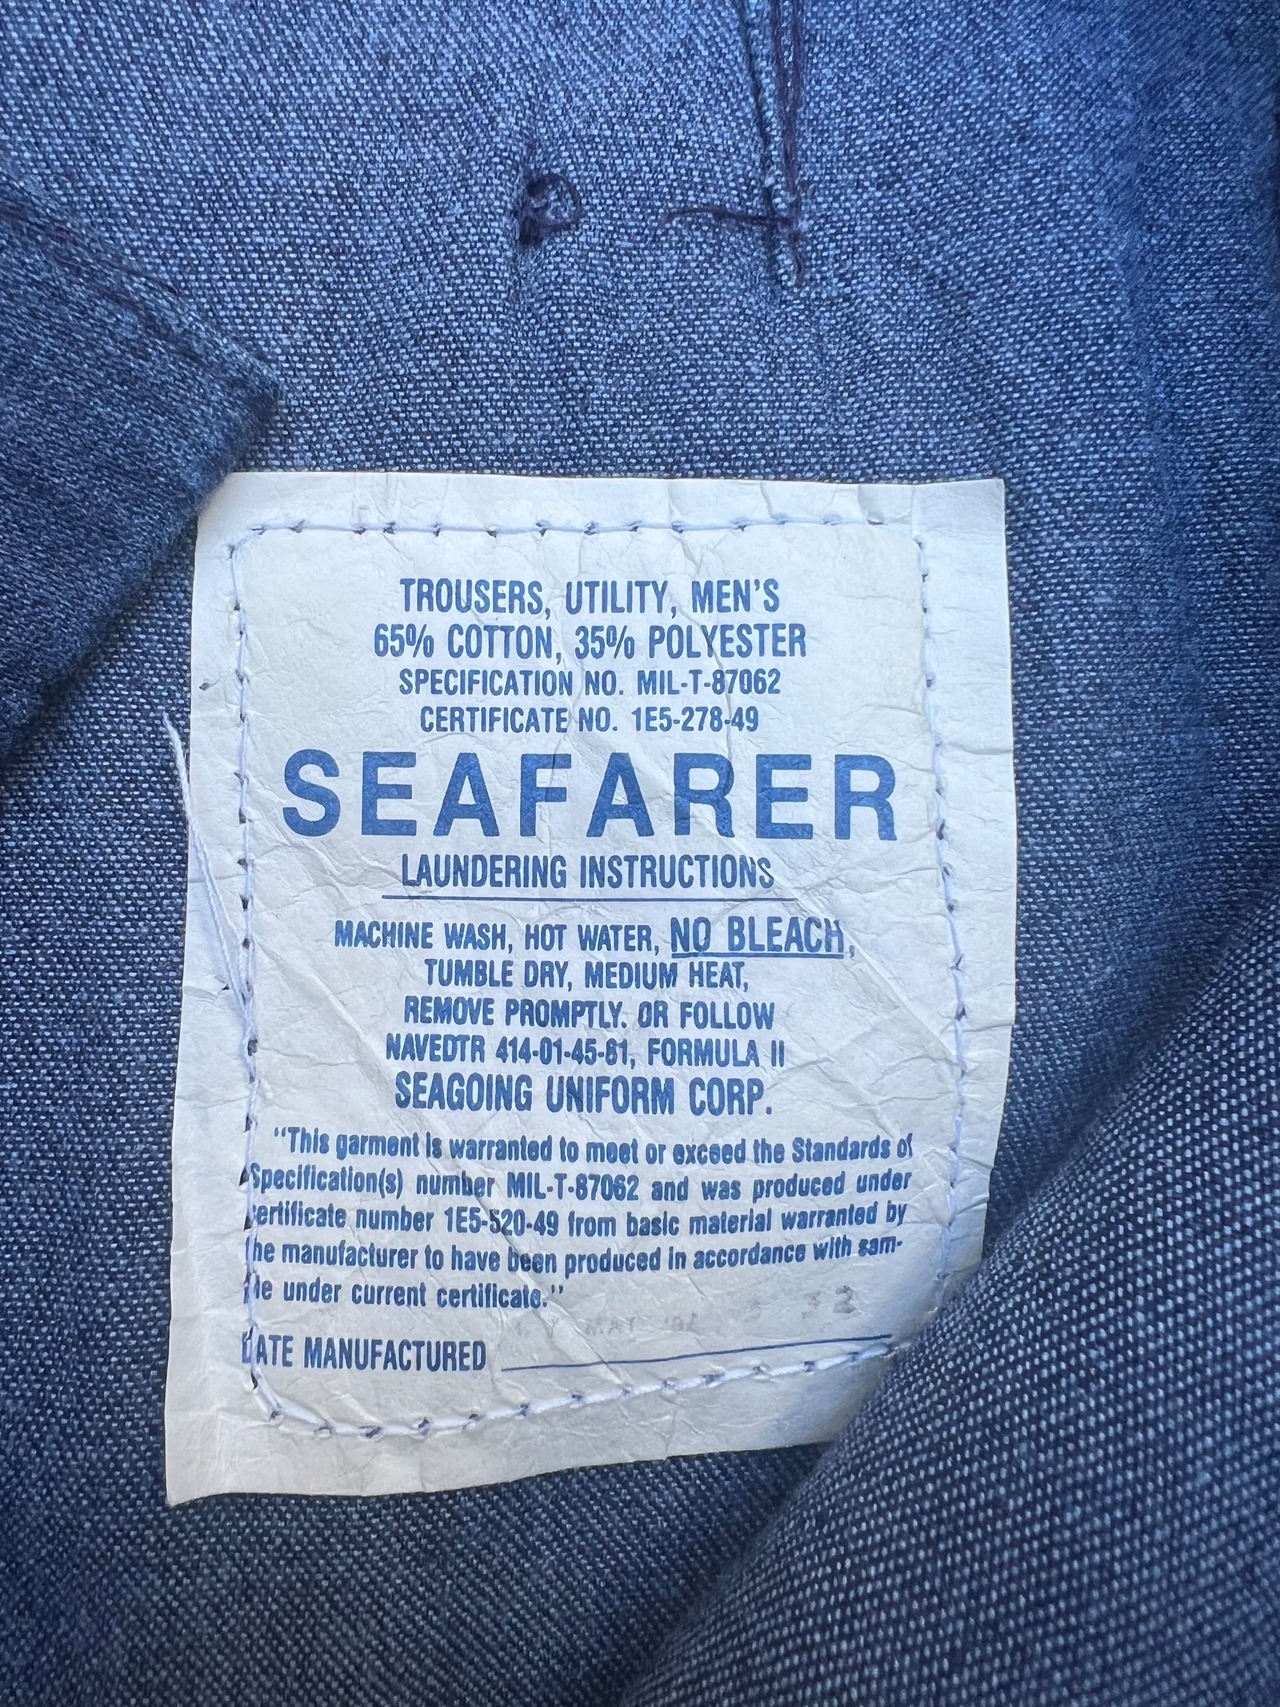 TROUSERS, UTILITY, MEN'S
65% COTTON, 35% POLYESTER
SPECIFICATION NO. MIL-T-87062
CERTIFICATE NO. 1E5-278-49
SEAFARER
LAUNDERING INSTRUCTIONS
MACHINE WASH, HOT WATER, NO BLEACH,
TUMBLE DRY, MEDIUM HEAT,
REMOVE PROMPTLY. OR FOLLOW
NAVEDTR 414-01-45-81, FORMULA II
SEAGOING UNIFORM CORP.
"This garment is warranted to meet or exceed the Standards of
Specification(s) number MIL-T-87062 and was produced under
ertificate number 1E5-520-49 from basic material warranted by
he manufacturer to have been produced in accordance with sam-
le under current certificate."
32
DATE MANUFACTURED